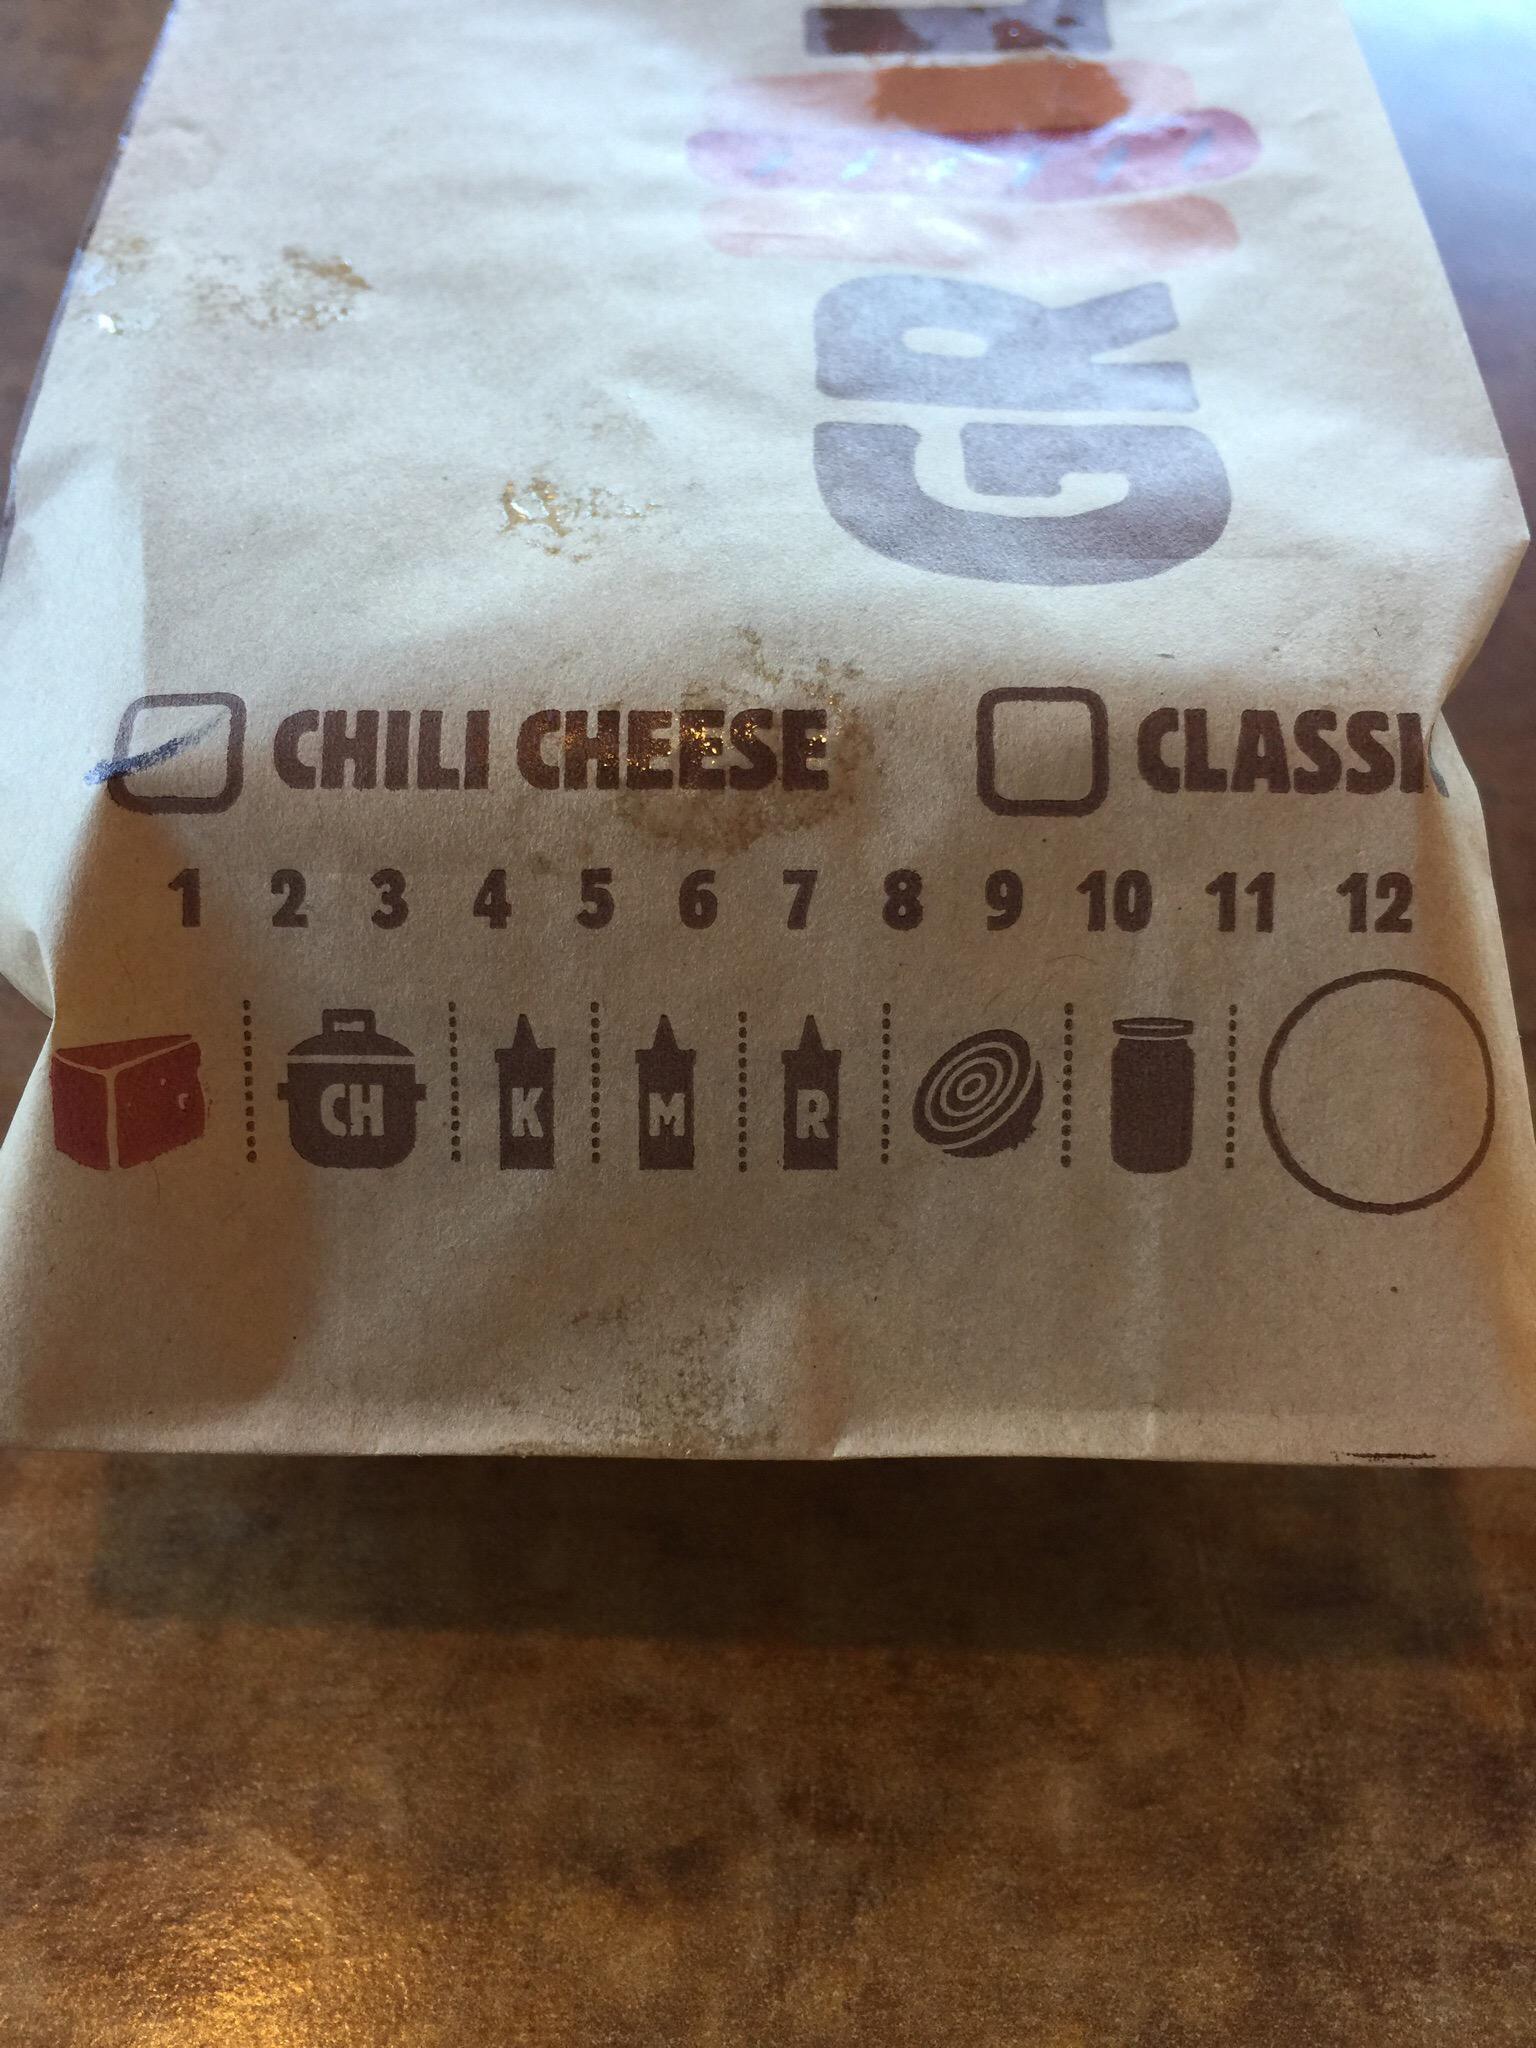 GR
CHILI CHEESE CLASSI
1 2 3 4 5 6 7 8 9 10 11 12
CH K M R